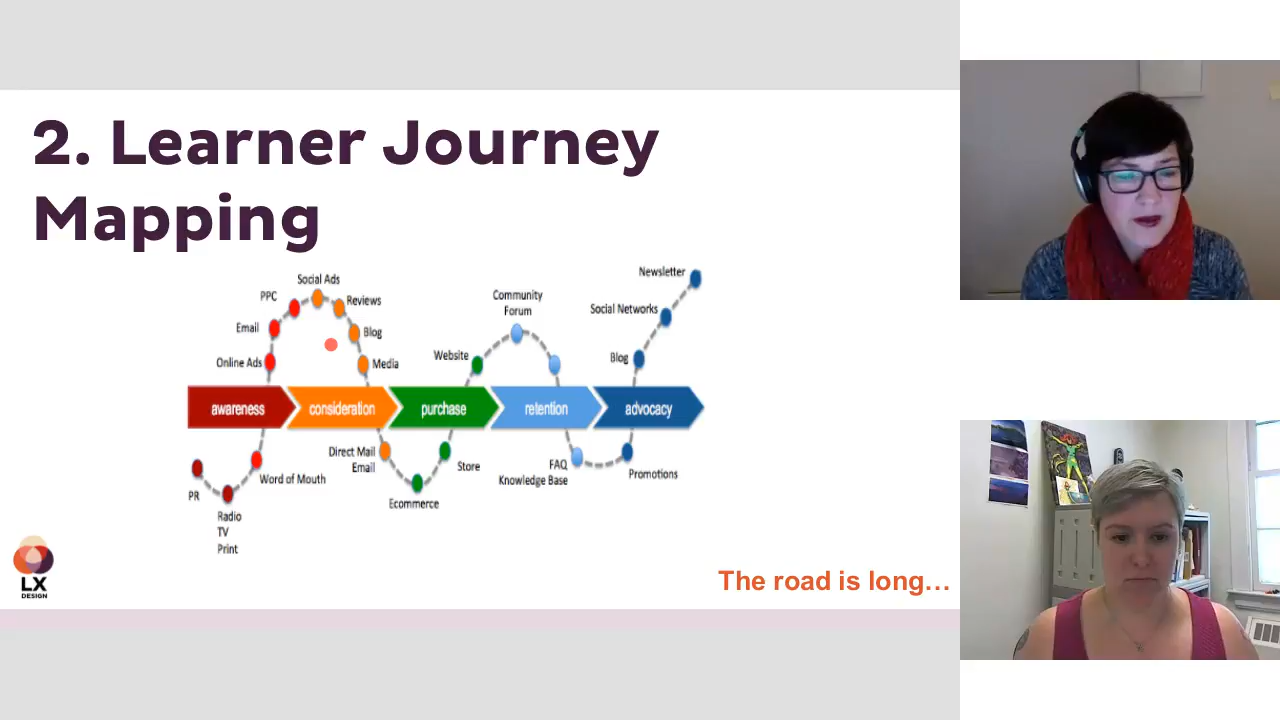 2. Learner Journey
Mapping
Social Ads
PPC
Reviews
Email
Blog
Online Ads
Media
Newsletter
Community
Forum
Social Networks
Website
Blog
awareness
consideration
purchase
retention
advocacy
Direct Mail
Email
Store
FAQ
Knowledge Base
Promotions
Word of Mouth
PR
Ecommerce
Radio
TV
Print
LX
DESIGN
The road is long...